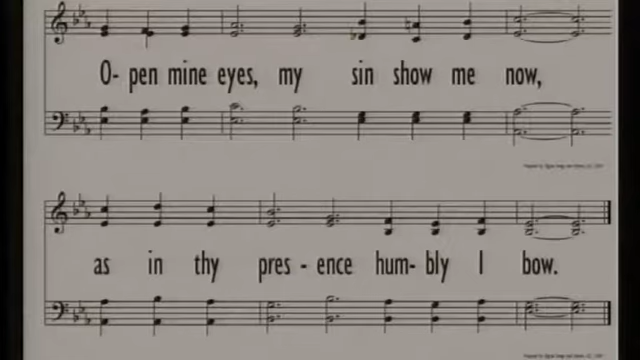 O- pen mine eyes, my sin show me now,
as in thy pres - ence hum- bly I bow.